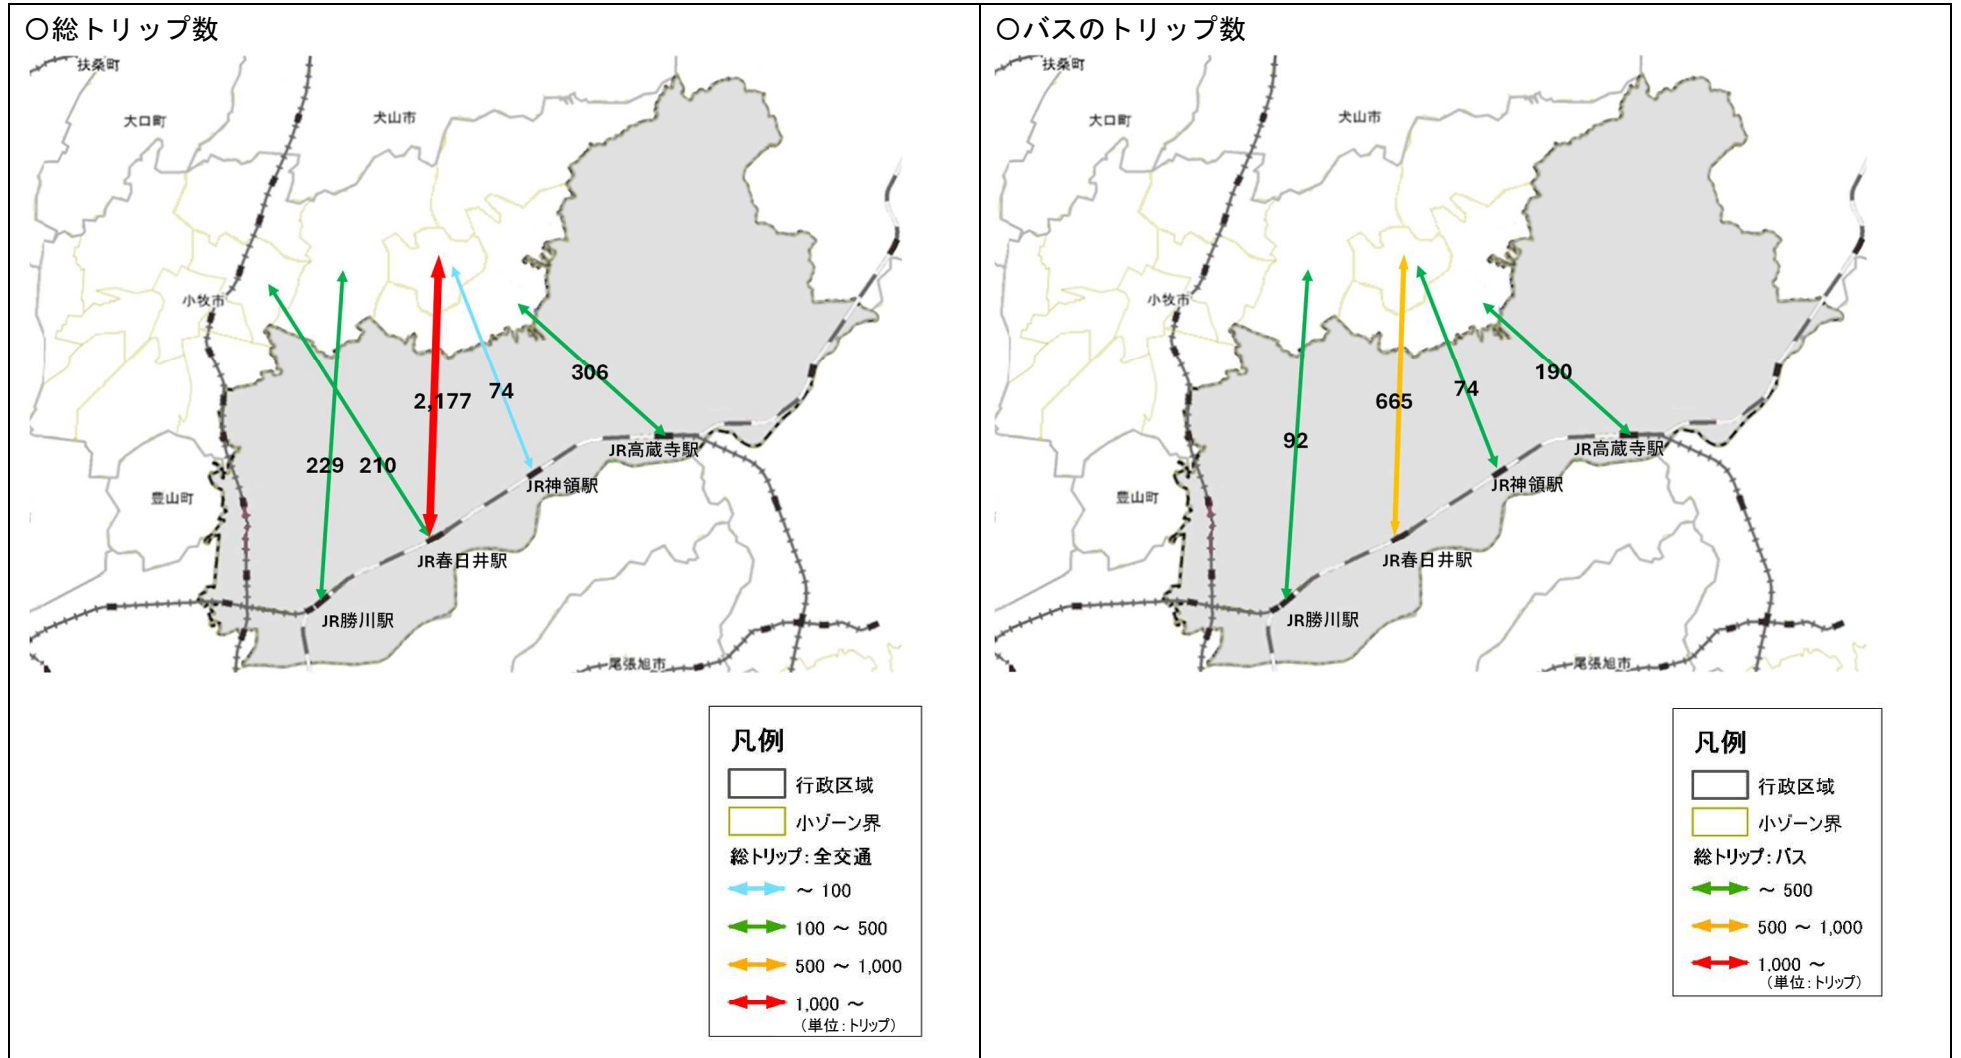 〇総トリップ数
扶桑町
大口町
犬山市
小牧市
306
74
2,177
229
210
JR高蔵寺駅
JR神領駅
豊山町
JR春日井駅
JR勝川駅
尾張旭市
凡例
行政区域
小ゾーン界
総トリップ:全交通
~ 100
100 ~ 500
500 ~ 1,000
1,000 ~
(単位:トリップ)
〇バスのトリップ数
扶桑町
大口町
犬山市
小牧市
190
74
665
92
JR高蔵寺駅
JR神領駅
豊山町
JR春日井駅
JR勝川駅
尾張旭市
凡例
行政区域
小ゾーン界
総トリップ:バス
~ 500
500 ~ 1,000
1,000 ~
(単位:トリップ)